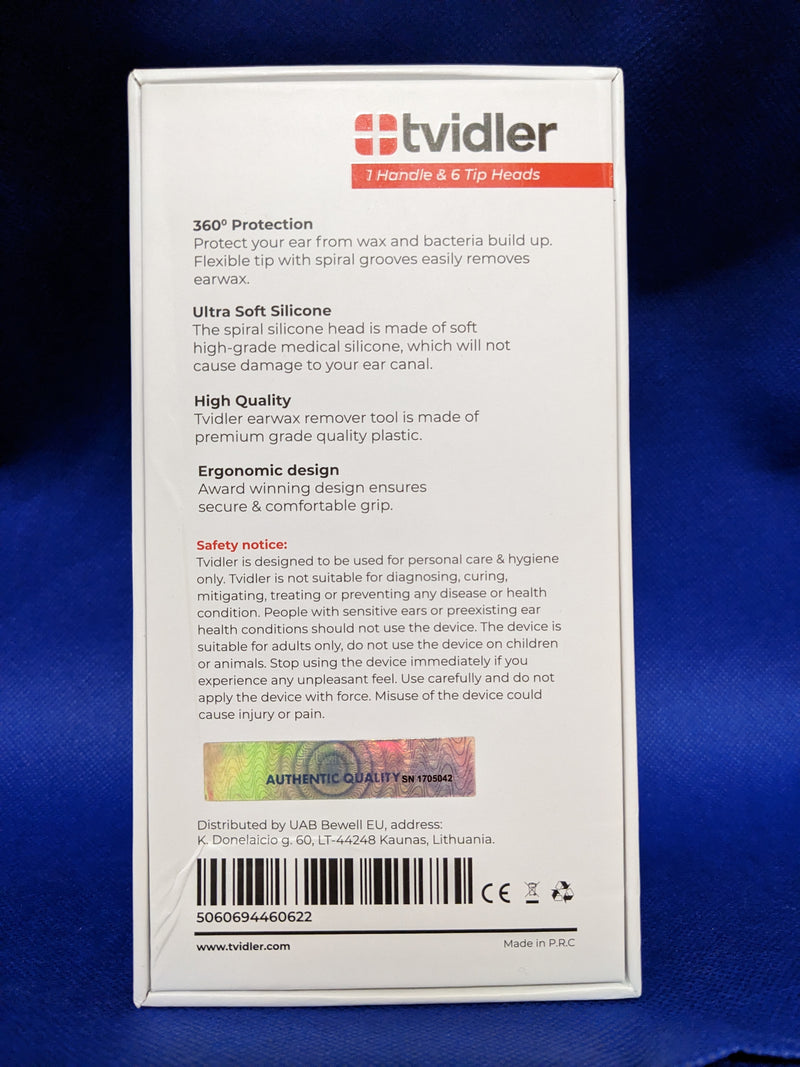 tvidler
1 Handle & 6 Tip Heads
360⁰ Protection
Protect your ear from wax and bacteria build up.
Flexible tip with spiral grooves easily removes
earwax.
Ultra Soft Silicone
The spiral silicone head is made of soft
high-grade medical silicone, which will not
cause damage to your ear canal.
High Quality
Tvidler earwax remover tool is made of
premium grade quality plastic.
Ergonomic design
Award winning design ensures
secure & comfortable grip.
Safety notice:
Tvidler is designed to be used for personal care & hygiene
only. Tvidler is not suitable for diagnosing, curing,
mitigating, treating or preventing any disease or health
condition. People with sensitive ears or preexisting ear
health conditions should not use the device. The device is
suitable for adults only, do not use the device on children
or animals. Stop using the device immediately if you
experience any unpleasant feel. Use carefully and do not
apply the device with force. Misuse of the device could
cause injury or pain.
AUTHENTIC QUALITY SN 1705042
Distributed by UAB Bewell EU, address:
K. Donelaicio g. 60, LT-44248 Kaunas, Lithuania.
CE
5060694460622
www.tvidler.com
Made in P.R.C